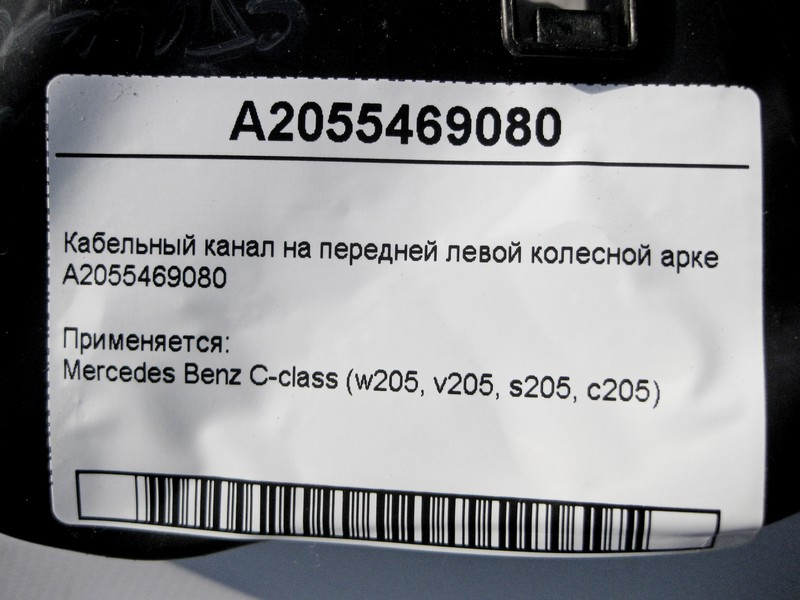 A2055469080
Кабельный канал на передней левой колесной арке
A2055469080
Применяется:
Mercedes Benz C-class (w205, v205, s205, c205)